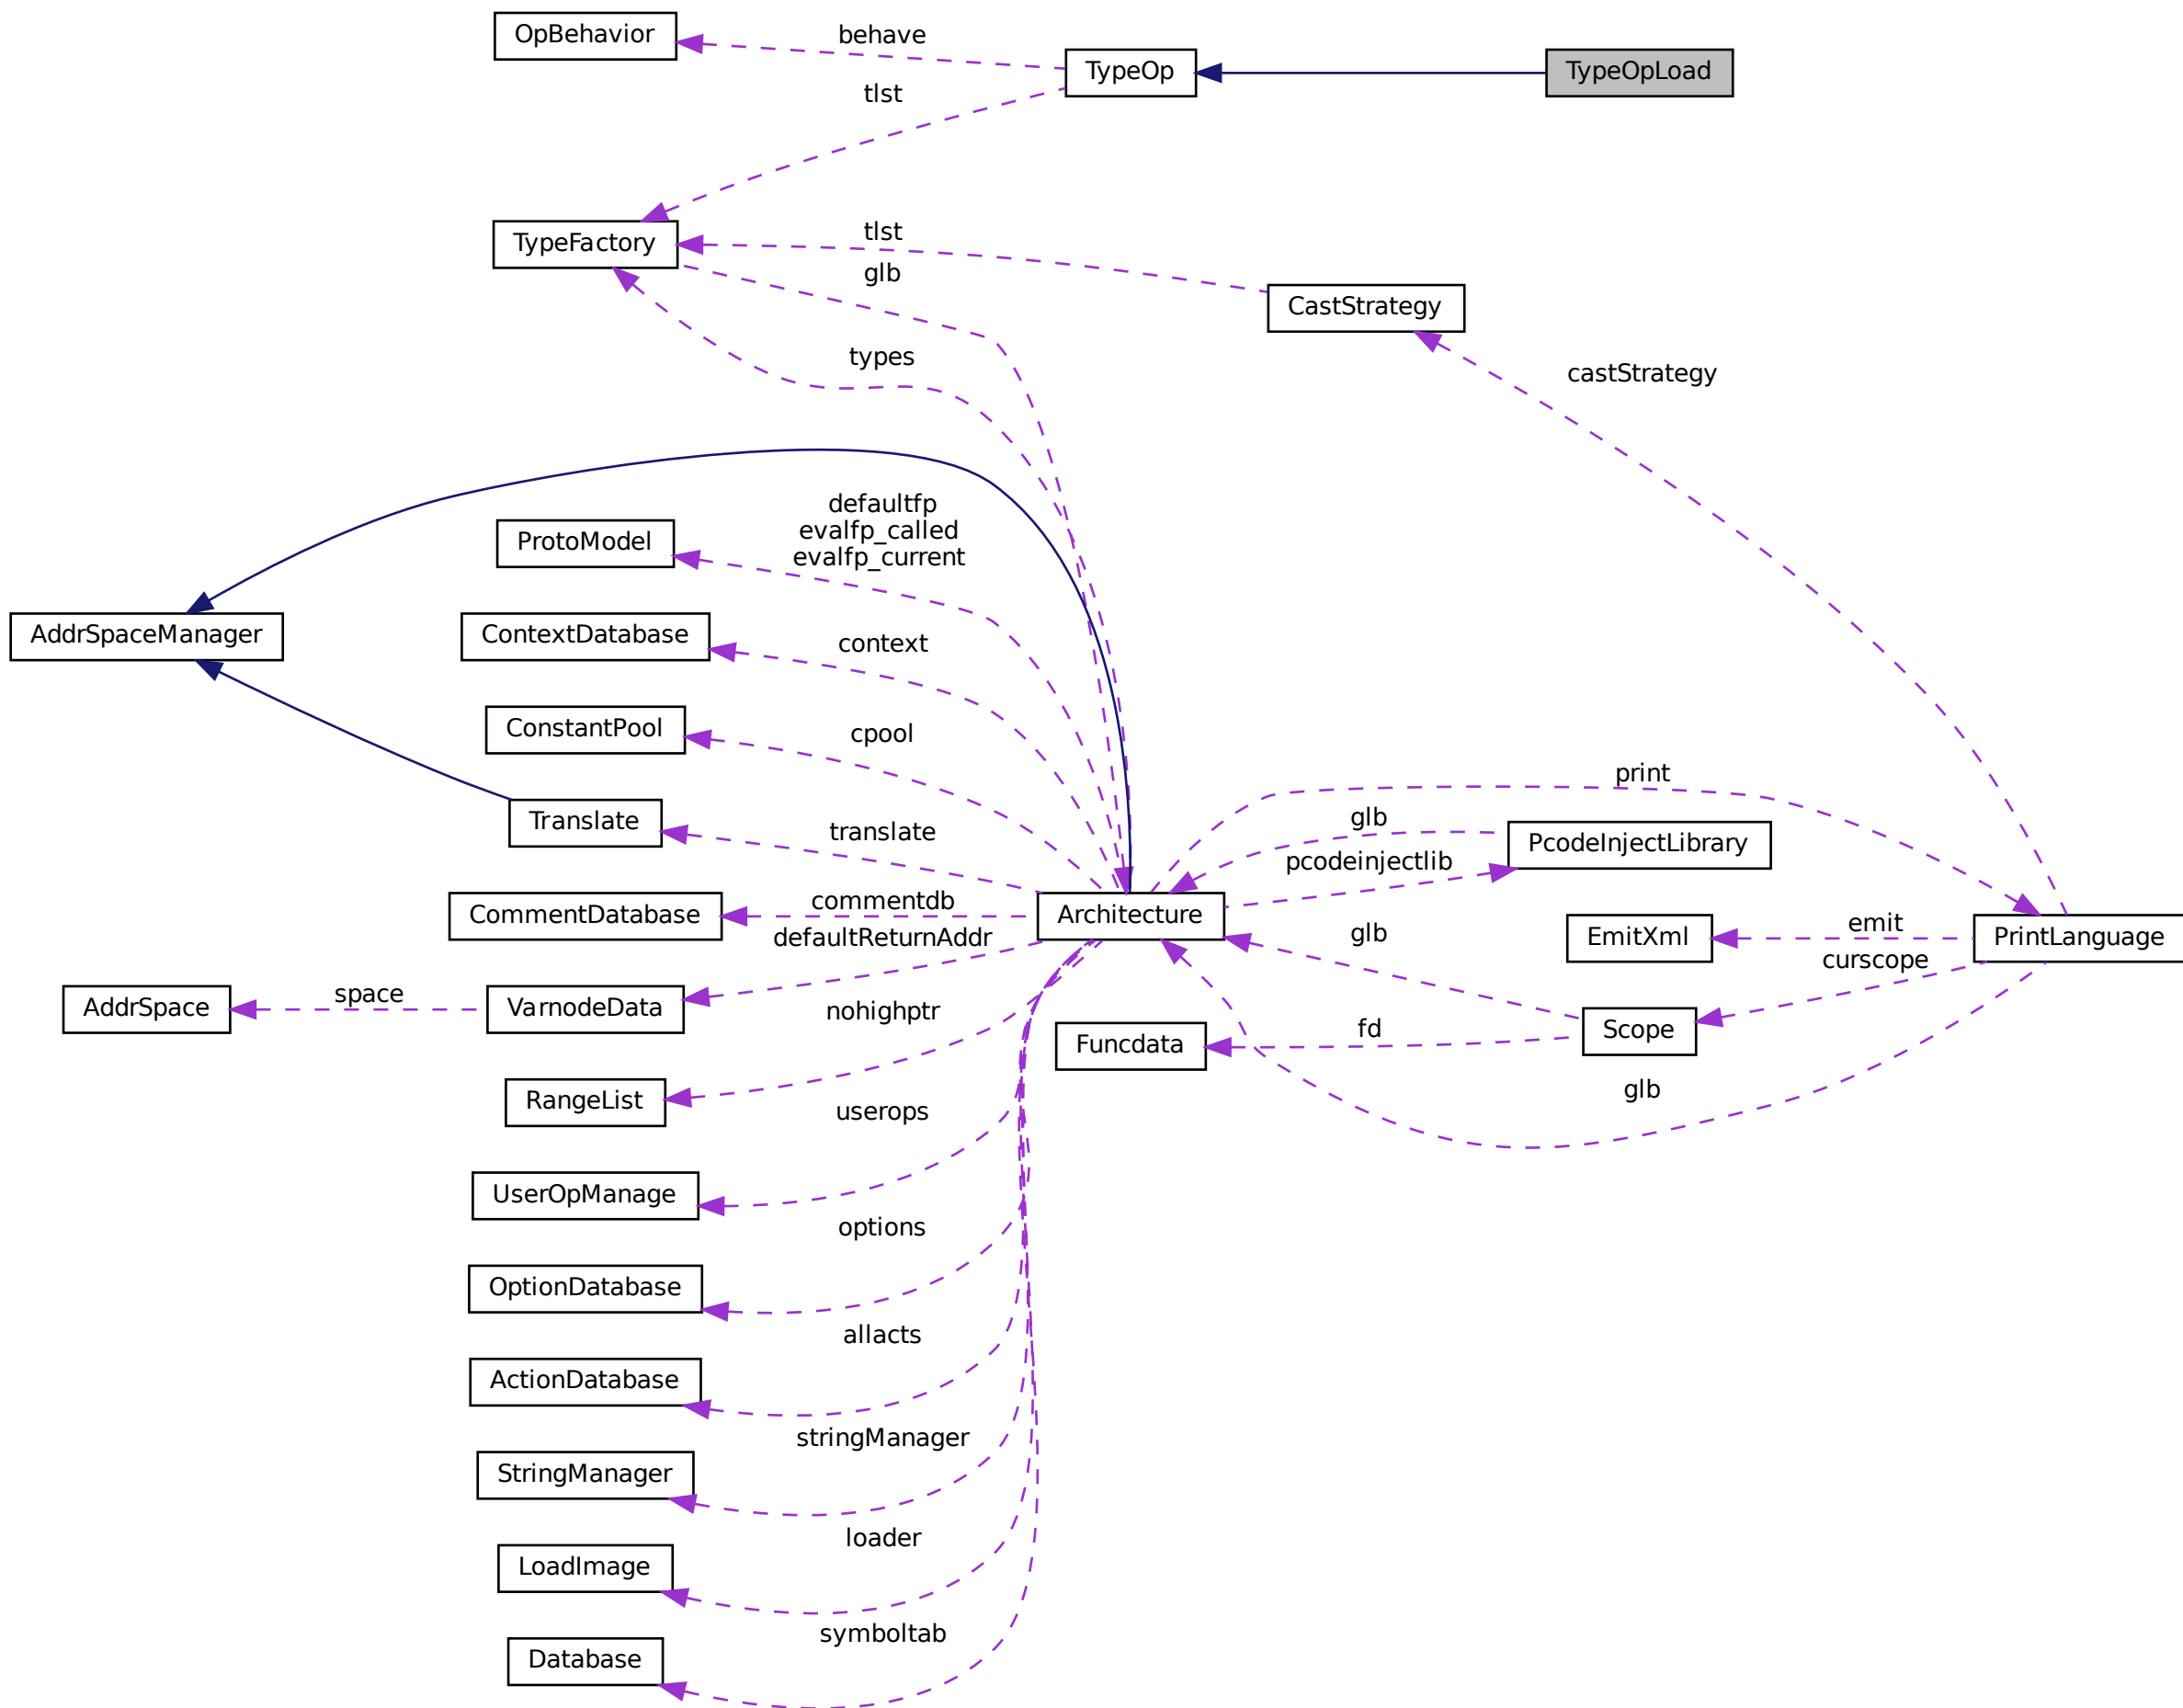 OpBehavior
behave
TypeOp
TypeOpLoad
tlst
TypeFactory
tlst
glb
CastStrategy
types
castStrategy
defaultfp
evalfp_called
evalfp_current
ProtoModel
AddrSpaceManager
ContextDatabase
context
ConstantPool
cpool
print
Translate
translate
glb
PcodeInjectLibrary
pcodeinjectlib
CommentDatabase
commentdb
Architecture
defaultReturnAddr
glb
EmitXml
emit
PrintLanguage
curscope
AddrSpace
space
VarnodeData
nohighptr
Funcdata
fd
Scope
RangeList
userops
glb
UserOpManage
options
OptionDatabase
allacts
ActionDatabase
stringManager
StringManager
loader
LoadImage
symboltab
Database